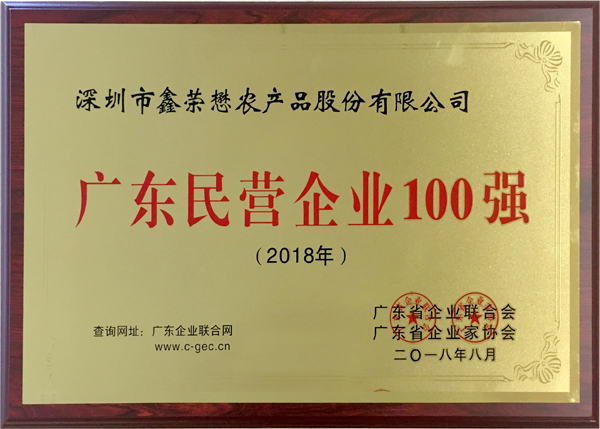 深圳市鑫荣懋农产品股份有限公司
广东民营企业100强
（2018年）
广东省企业联合会
查询网址：广东企业联合网
广东省企业家协会
www.c-gec.cn
二〇一八年八月